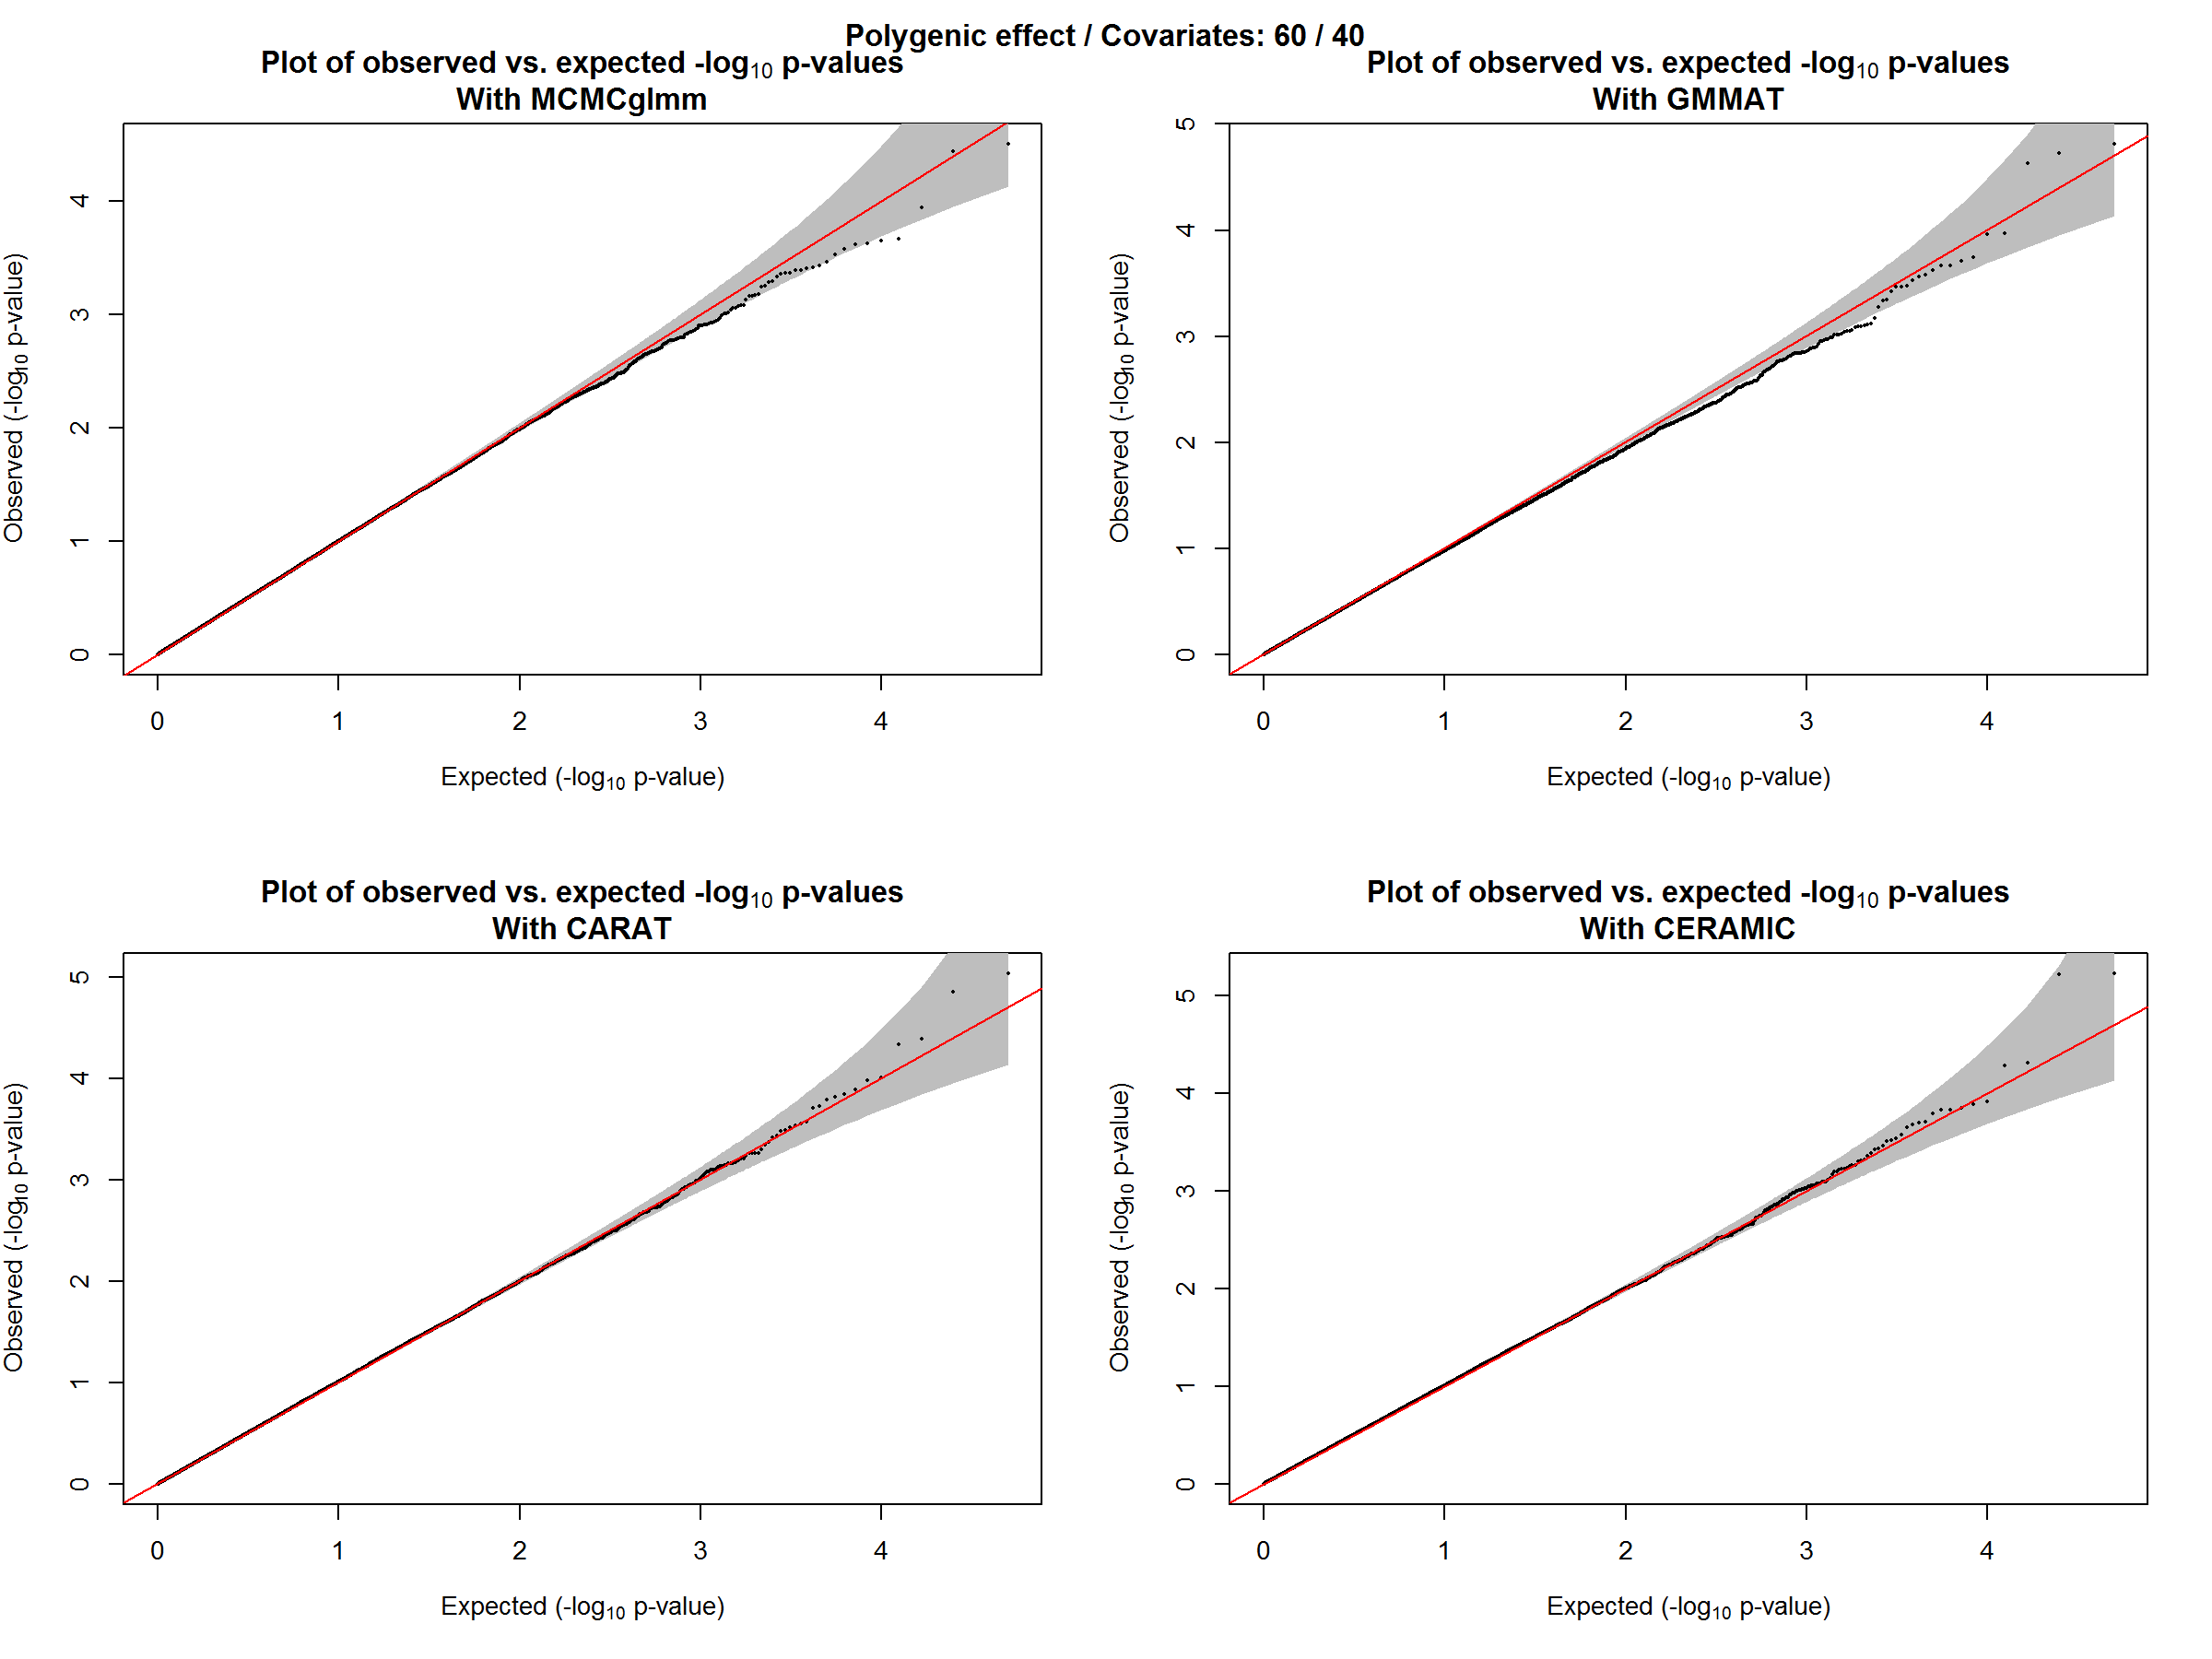 Polygenic effect / Covariates: 60 / 40
Plot of observed vs. expected -log10 p-values
With MCMCglmm
Observed (-log10 p-value)
4
3
2
1
0
0 1 2 3 4
Expected (-log10 p-value)
Plot of observed vs. expected -log10 p-values
With GMMAT
Observed (-log10 p-value)
5
4
3
2
1
0
0 1 2 3 4
Expected (-log10 p-value)
Plot of observed vs. expected -log10 p-values
With CARAT
Observed (-log10 p-value)
5
4
3
2
1
0
0 1 2 3 4
Expected (-log10 p-value)
Plot of observed vs. expected -log10 p-values
With CERAMIC
Observed (-log10 p-value)
5
4
3
2
1
0
0 1 2 3 4
Expected (-log10 p-value)